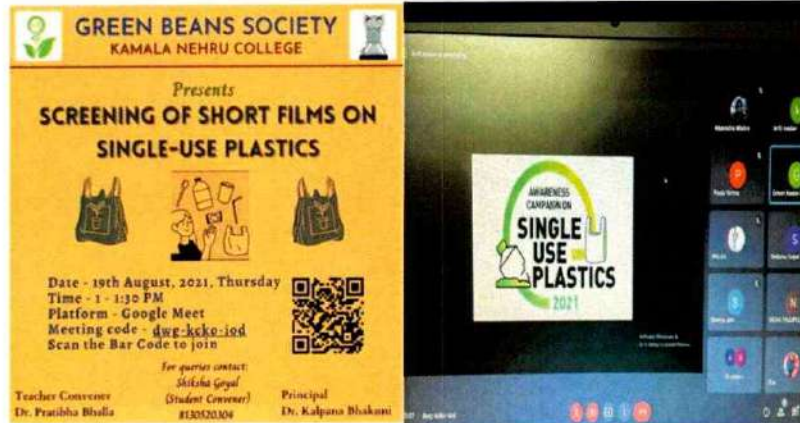 GREEN BEANS SOCIETY
KAMALA NEHRU COLLEGE
Presents
SCREENING OF SHORT FILMS ON
SINGLE-USE PLASTICS
Date - 19th August, 2021, Thursday
Time - 1 - 1:30 PM
Platform - Google Meet
Meeting code - dwg-kcko-iod
Scan the Bar Code to join
For queries contact:
Shiksha Goyal
(Student Convener)
8130520304
Teacher Convener
Dr. Pratibha Bhalla
Principal
Dr. Kalpana Bhakuni
AWARENESS
CAMPAIGN ON
SINGLE
USE
PLASTICS
2021
P
S
S
N